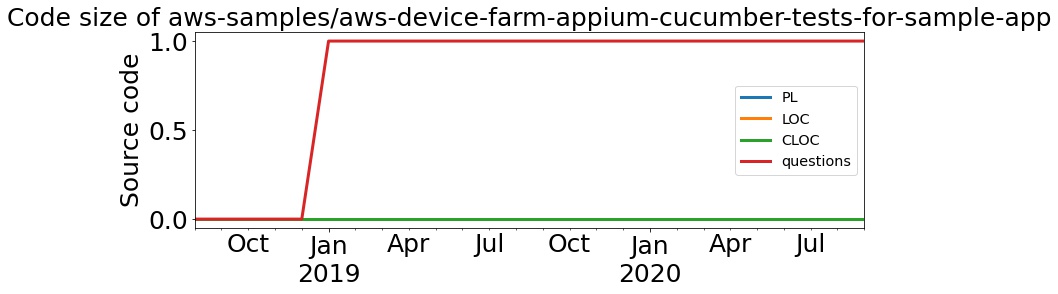 Code size of aws-samples/aws-device-farm-appium-cucumber-tests-for-sample-app
Source code
1.0
0.5
0.0
PL
LOC
CLOC
questions
Oct Jan Apr Jul Oct Jan Apr Jul
2019 2020